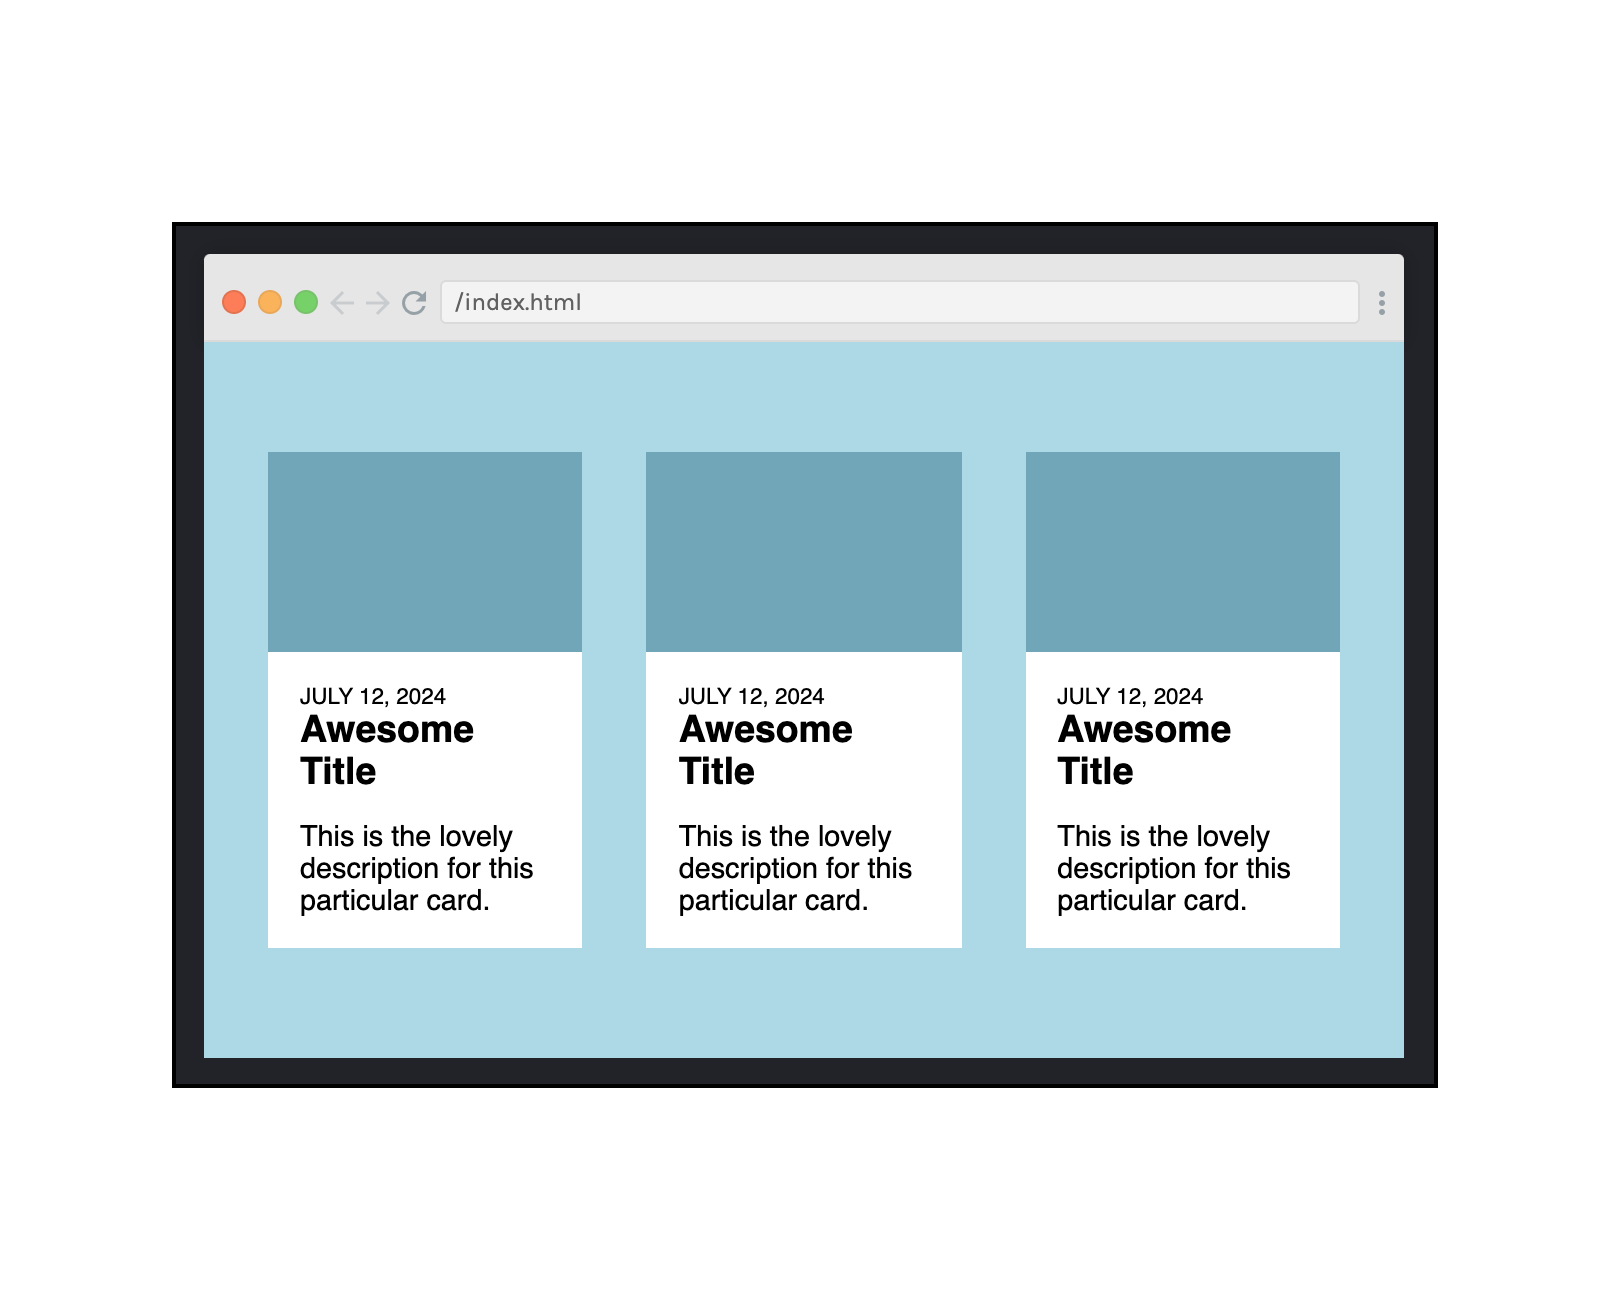 /index.html
JULY 12, 2024
Awesome
Title
This is the lovely
description for this
particular card.
JULY 12, 2024
Awesome
Title
This is the lovely
description for this
particular card.
JULY 12, 2024
Awesome
Title
This is the lovely
description for this
particular card.